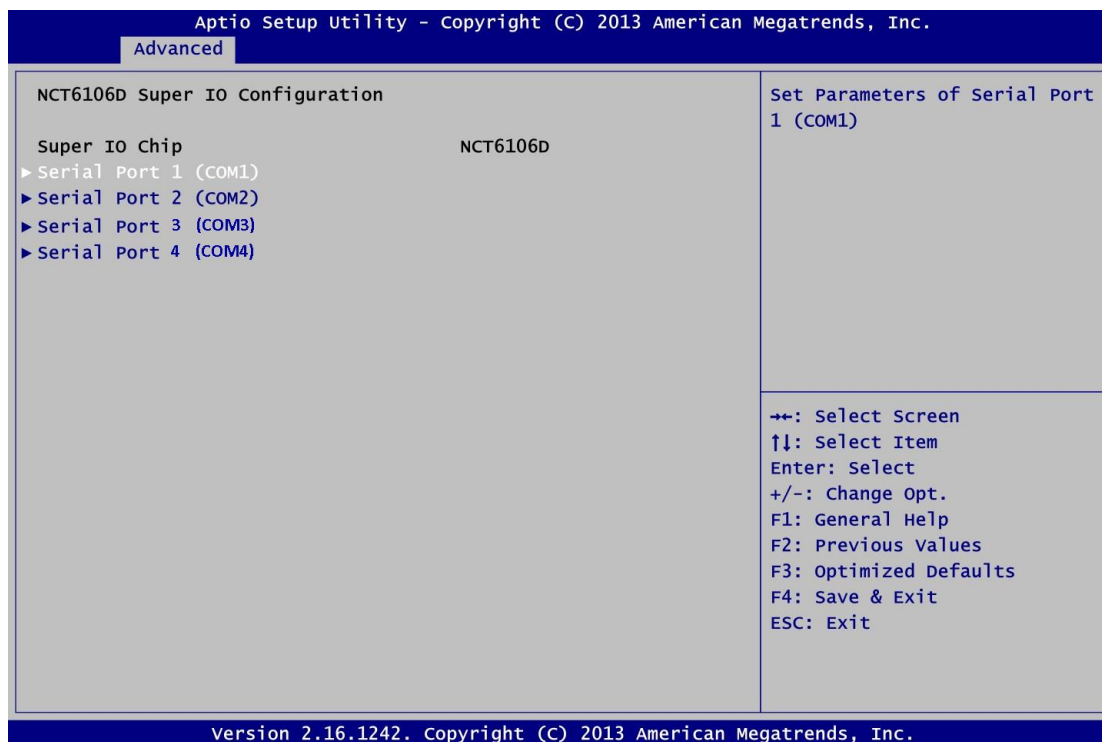 Aptio Setup Utility – Copyright (C) 2013 American Megatrends, Inc.
Advanced
NCT6106D Super IO Configuration
Super IO Chip NCT6106D
▶ Serial Port 1 (COM1)
▶ Serial Port 2 (COM2)
▶ Serial Port 3 (COM3)
▶ Serial Port 4 (COM4)
Set Parameters of Serial Port
1 (COM1)
→←: Select Screen
↑↓: Select Item
Enter: Select
+/-: Change Opt.
F1: General Help
F2: Previous Values
F3: Optimized Defaults
F4: Save & Exit
ESC: Exit
Version 2.16.1242. Copyright (C) 2013 American Megatrends, Inc.